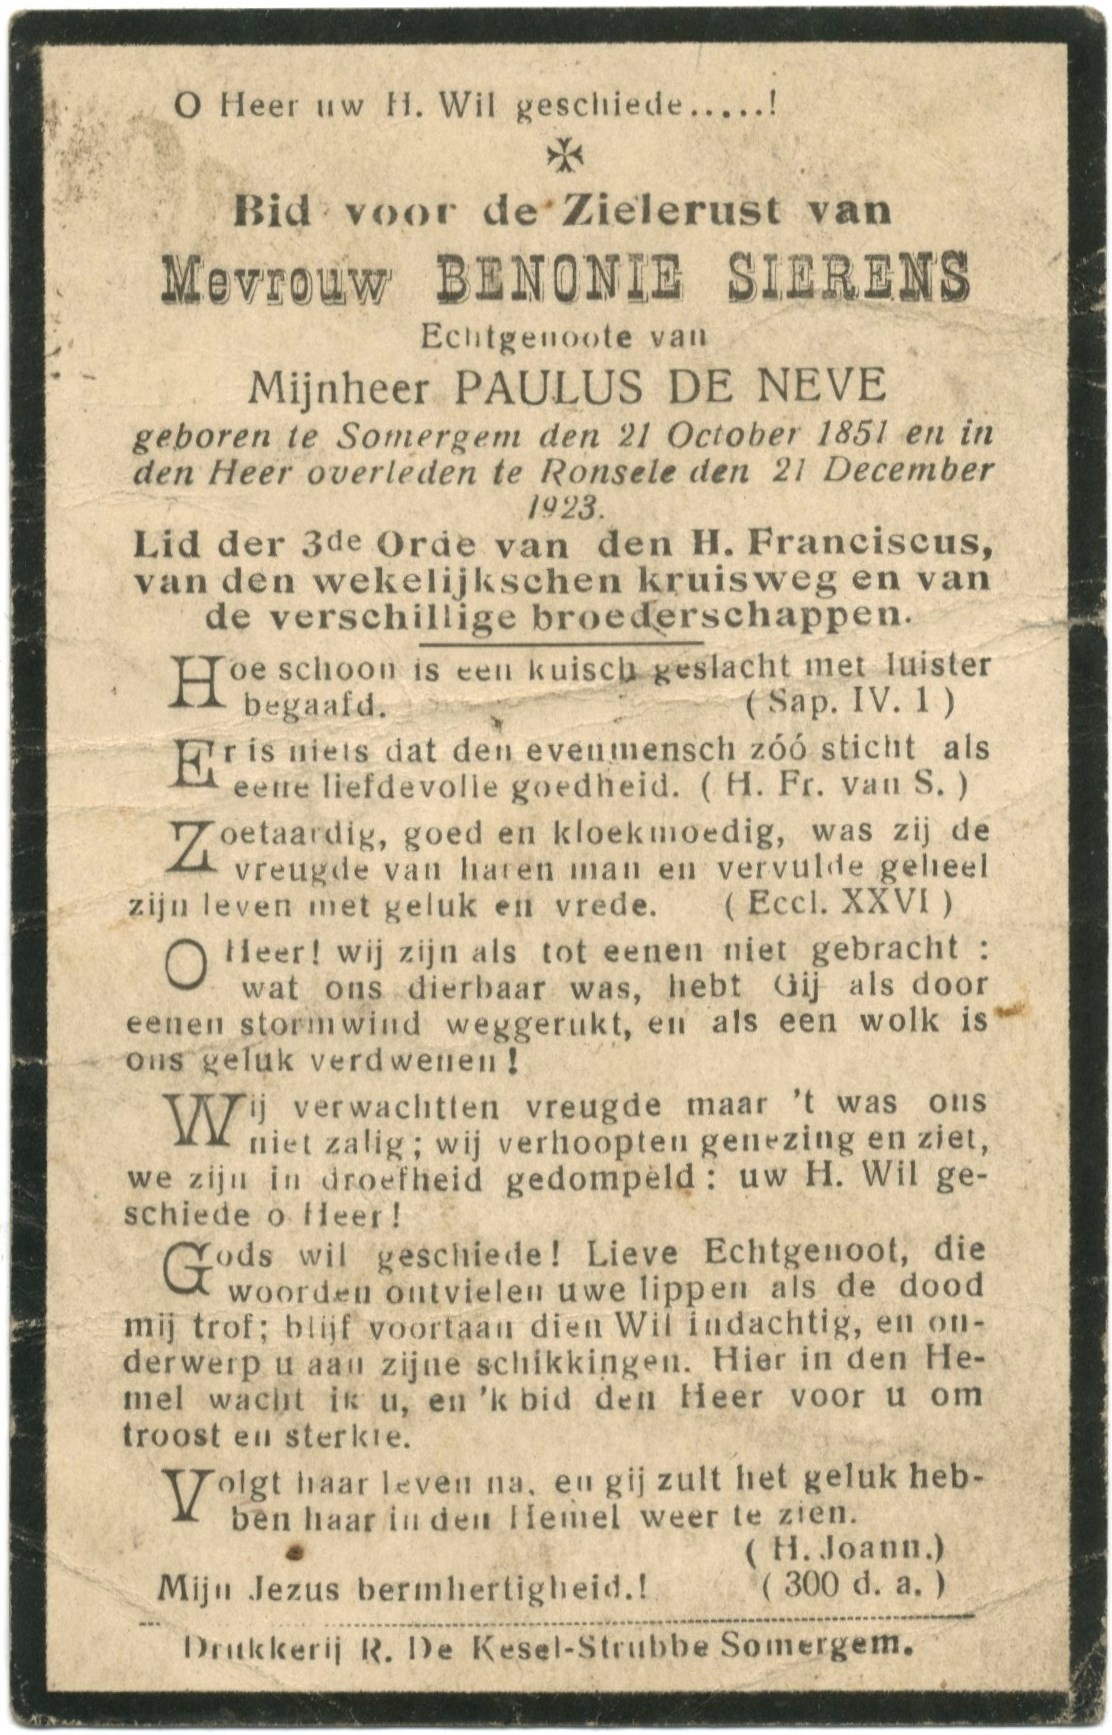 O Heer uw H. Wil geschiede.....!
Bid voor de Zielerust van
Mevrouw BENONIE SIERENS
Echtgenoote van
Mijnheer PAULUS DE NEVE
geboren te Somergem den 21 October 1851 en in
den Heer overleden te Ronsele den 21 December
1923.
Lid der 3de Orde van den H. Franciscus,
van den wekelijkschen kruisweg en van
de verschillige broederschappen.
Hoe schoon is een kuisch geslacht met luister
begaafd. (Sap. IV. 1)
Er is niets dat den evenmensch zóó sticht als
eene liefdevolle goedheid. (H. Fr. van S.)
Zoetaardig, goed en kloekmoedig, was zij de
vreugde van haren man en vervulde geheel
zijn leven met geluk en vrede. (Eccl. XXVI)
O Heer! wij zijn als tot eenen niet gebracht :
wat ons dierbaar was, hebt Gij als door
eenen stormwind weggerukt, en als een wolk is
ons geluk verdwenen!
Wij verwachtten vreugde maar 't was ons
niet zalig; wij verhoopten genezing en ziet,
we zijn in droefheid gedompeld: uw H. Wil ge-
schiede o Heer!
Gods wil geschiede! Lieve Echtgenoot, die
woorden ontvielen uwe lippen als de dood
mij trof; blijf voortaan dien Wil indachtig, en on-
derwerp u aan zijne schikkingen. Hier in den He-
mel wacht ik u, en 'k bid den Heer voor u om
troost en sterkte.
Volgt haar leven na, en gij zult het geluk heb-
ben haar in den Hemel weer te zien.
(H. Joann.)
Mijn Jezus bermhertigheid.! (300 d. a.)
Drukkerij R. De Kesel-Strubbe Somergem.